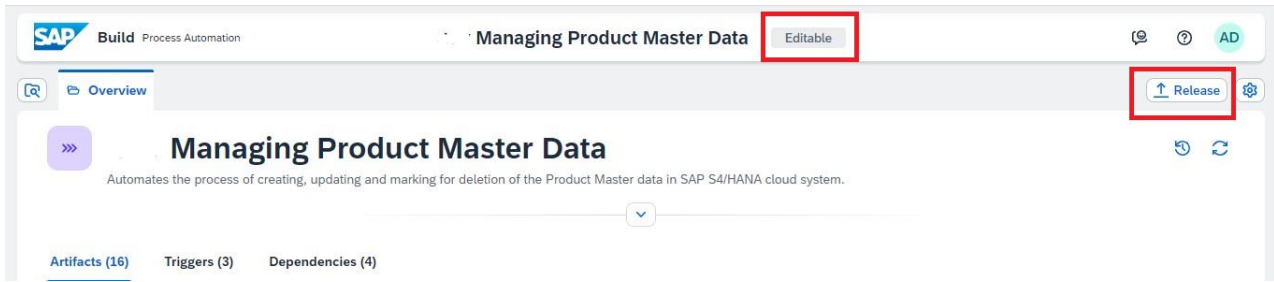 SAP Build Process Automation Managing Product Master Data Editable AD
Overview Release
Managing Product Master Data
Automates the process of creating, updating and marking for deletion of the Product Master data in SAP S4/HANA cloud system.
Artifacts (16) Triggers (3) Dependencies (4)